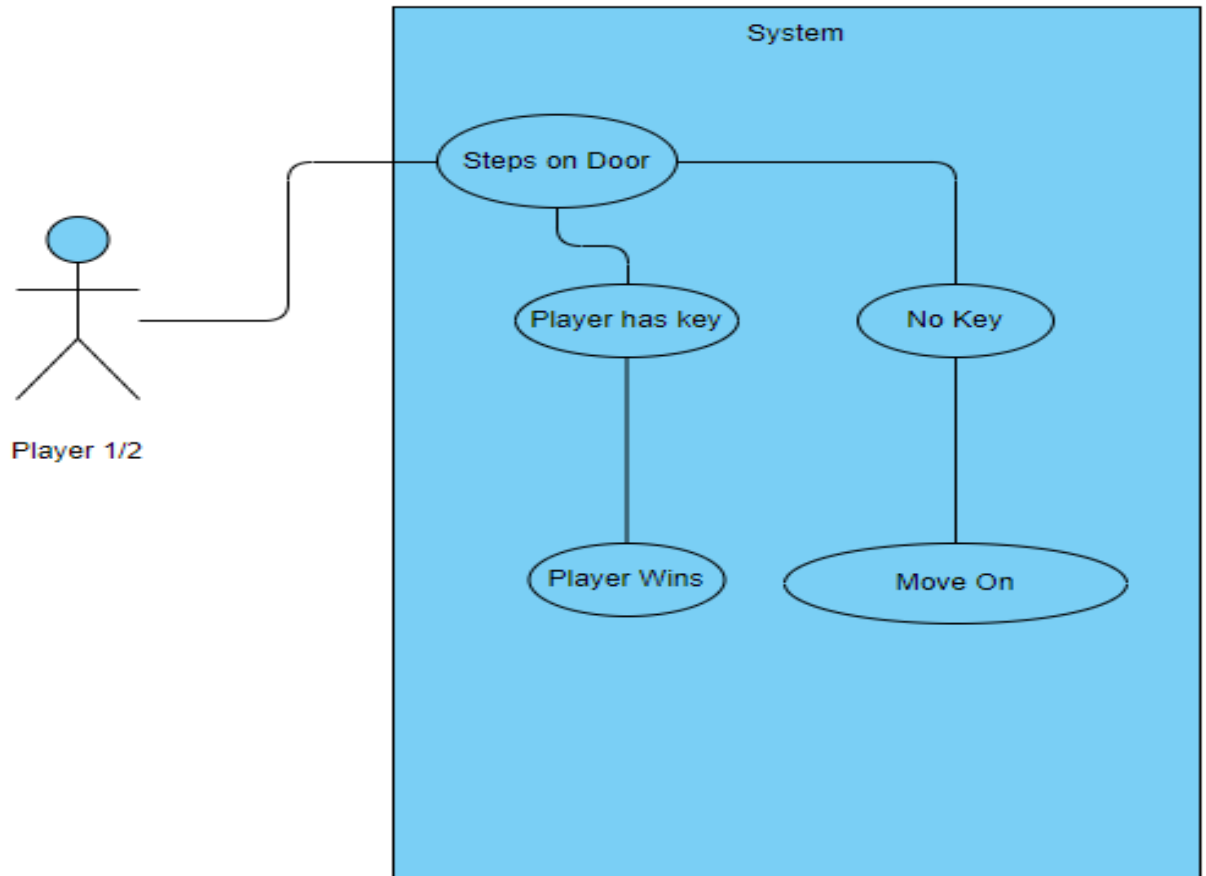 System
Steps on Door
Player has key
No Key
Player 1/2
Player Wins
Move On